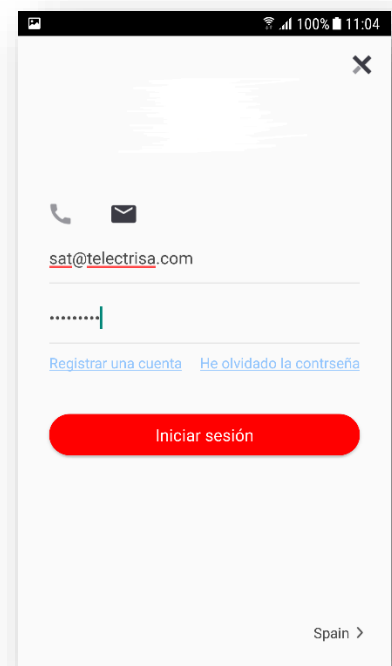 100% 11:04
sat@telectrisa.com
•••••••••
Registrar una cuenta He olvidado la contrseña
Iniciar sesión
Spain >